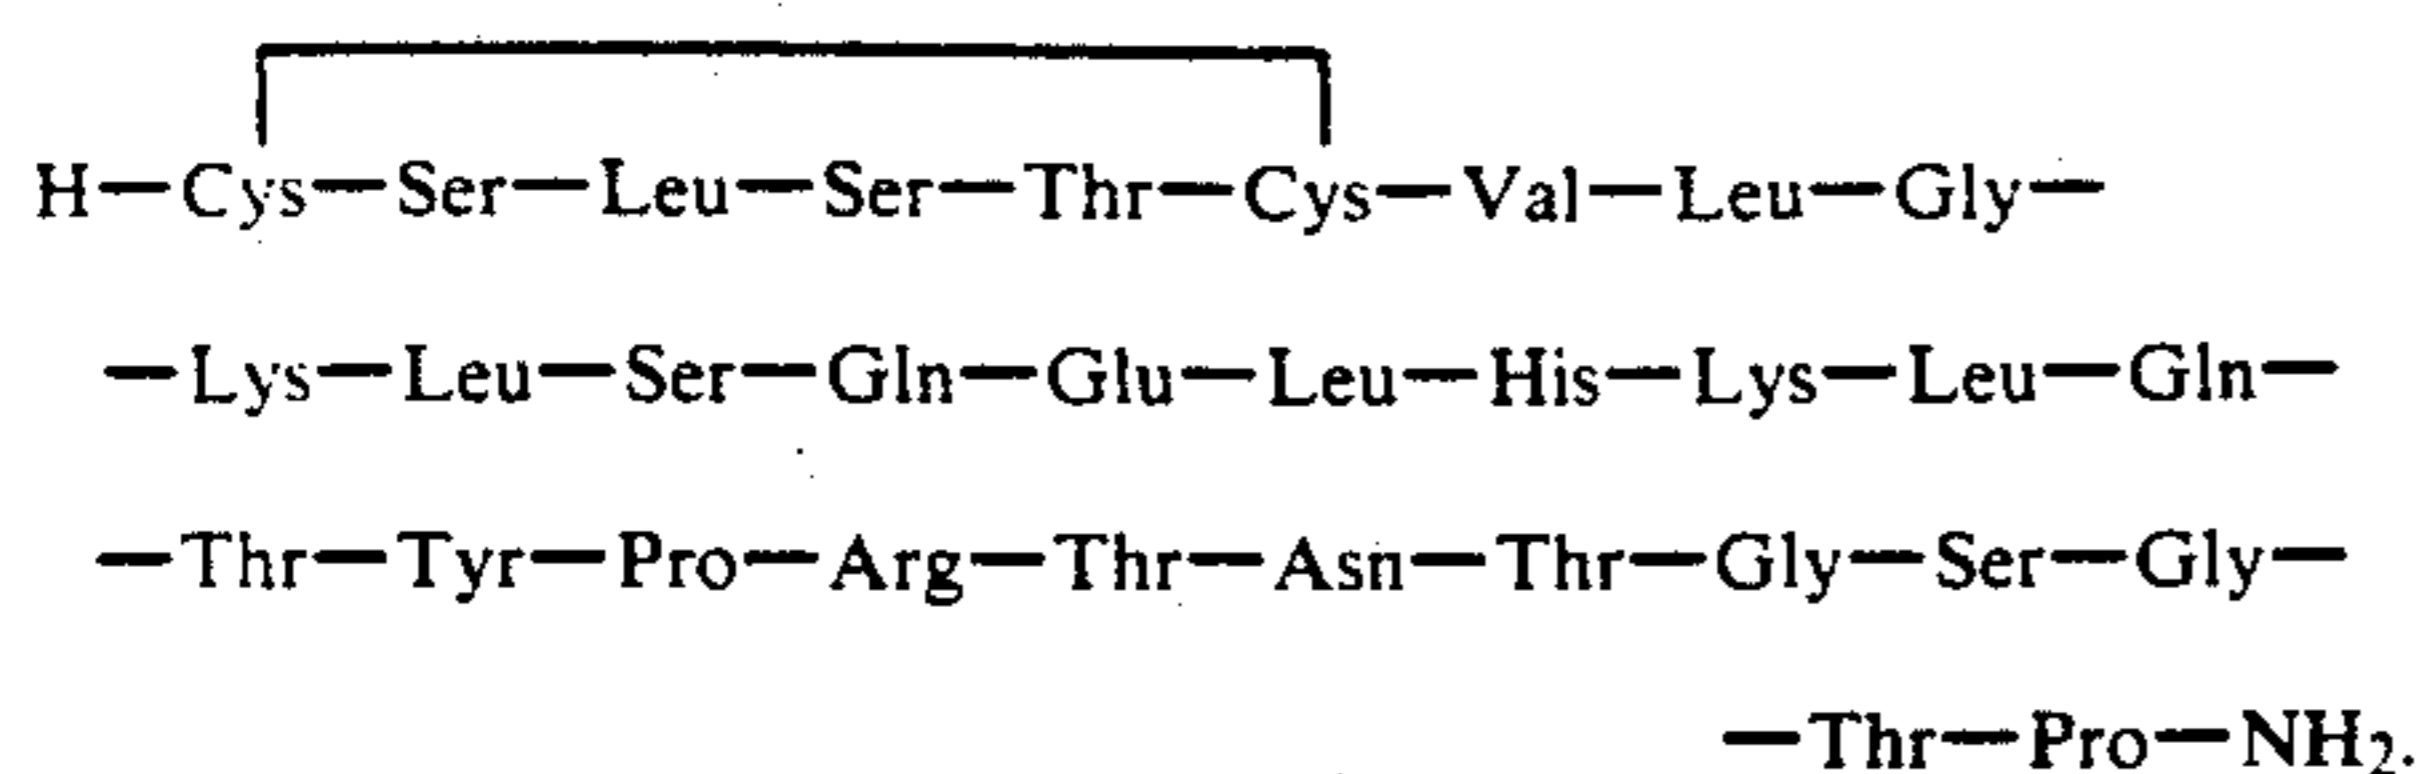 H—Cys—Ser—Leu—Ser—Thr—Cys—Val—Leu—Gly—
—Lys—Leu—Ser—Gln—Glu—Leu—His—Lys—Leu—Gln—
—Thr—Tyr—Pro—Arg—Thr—Asn—Thr—Gly—Ser—Gly—
—Thr—Pro—NH₂.